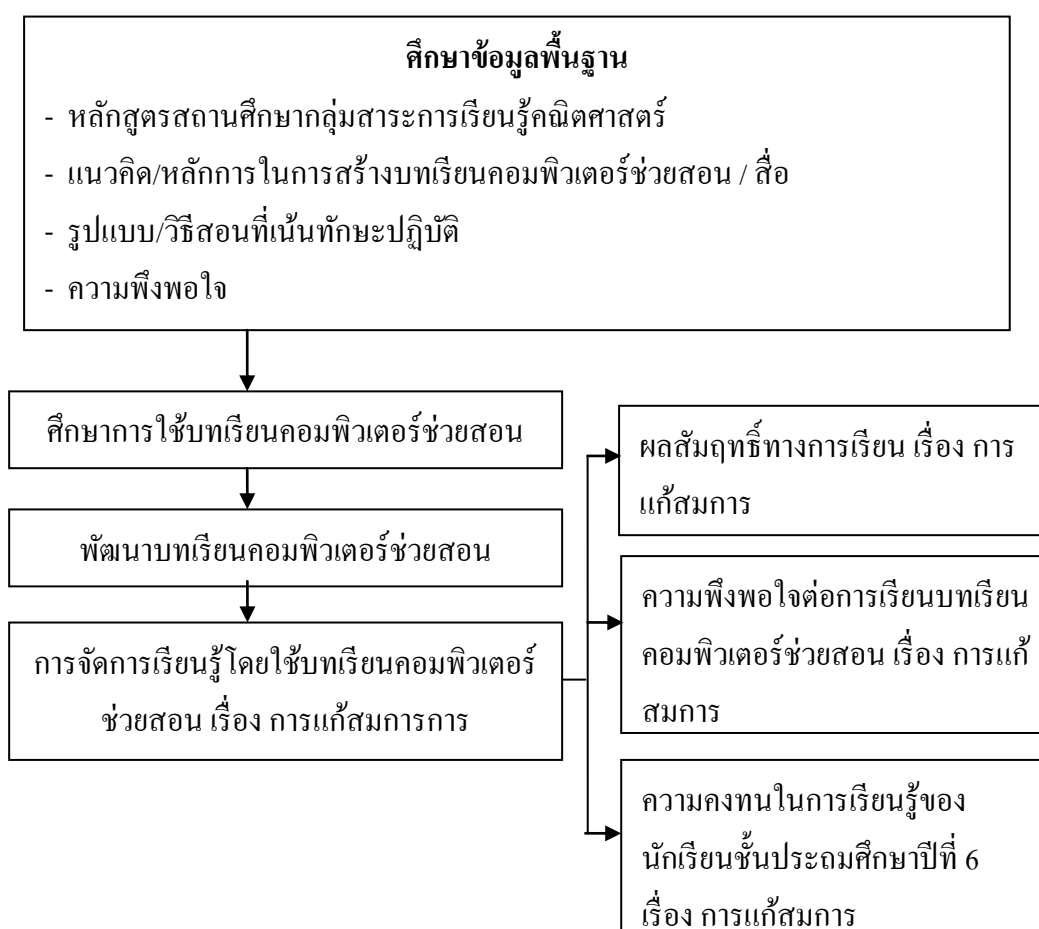 ศึกษาข้อมูลพื้นฐาน
- หลักสูตรสถานศึกษากลุ่มสาระการเรียนรู้คณิตศาสตร์
- แนวคิด/หลักการในการสร้างบทเรียนคอมพิวเตอร์ช่วยสอน / สื่อ
- รูปแบบ/วิธีสอนที่เน้นทักษะปฏิบัติ
- ความพึงพอใจ
ศึกษาการใช้บทเรียนคอมพิวเตอร์ช่วยสอน
พัฒนาบทเรียนคอมพิวเตอร์ช่วยสอน
การจัดการเรียนรู้โดยใช้บทเรียนคอมพิวเตอร์
ช่วยสอน เรื่อง การแก้สมการการ
ผลสัมฤทธิ์ทางการเรียน เรื่อง การ
แก้สมการ
ความพึงพอใจต่อการเรียนบทเรียน
คอมพิวเตอร์ช่วยสอน เรื่อง การแก้
สมการ
ความคงทนในการเรียนรู้ของ
นักเรียนชั้นประถมศึกษาปีที่ 6
เรื่อง การแก้สมการ